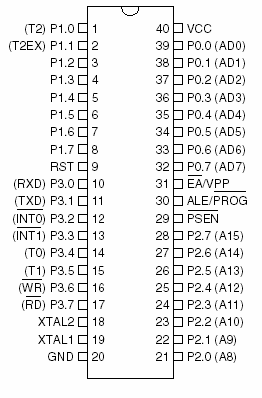 (T2) P1.0 1 40 VCC
(T2EX) P1.1 2 39 P0.0 (AD0)
P1.2 3 38 P0.1 (AD1)
P1.3 4 37 P0.2 (AD2)
P1.4 5 36 P0.3 (AD3)
P1.5 6 35 P0.4 (AD4)
P1.6 7 34 P0.5 (AD5)
P1.7 8 33 P0.6 (AD6)
RST 9 32 P0.7 (AD7)
(RXD) P3.0 10 31 E̅A̅/VPP
(TXD) P3.1 11 30 ALE/P̅R̅O̅G̅
(I̅N̅T̅0̅) P3.2 12 29 P̅S̅E̅N̅
(I̅N̅T̅1̅) P3.3 13 28 P2.7 (A15)
(T0) P3.4 14 27 P2.6 (A14)
(T1) P3.5 15 26 P2.5 (A13)
(W̅R̅) P3.6 16 25 P2.4 (A12)
(R̅D̅) P3.7 17 24 P2.3 (A11)
XTAL2 18 23 P2.2 (A10)
XTAL1 19 22 P2.1 (A9)
GND 20 21 P2.0 (A8)